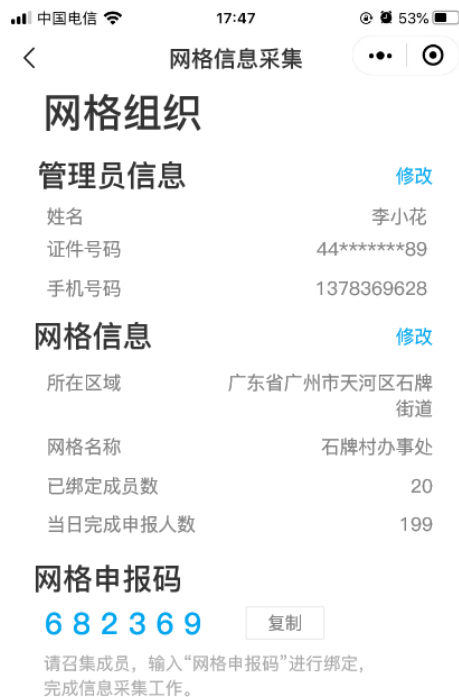 中国电信 17:47 53%
网格信息采集
网格组织
管理员信息 修改
姓名 李小花
证件号码 44*******89
手机号码 1378369628
网格信息 修改
所在区域 广东省广州市天河区石牌
街道
网格名称 石牌村办事处
已绑定成员数 20
当日完成申报人数 199
网格申报码
682369 复制
请召集成员，输入“网格申报码”进行绑定，
完成信息采集工作。